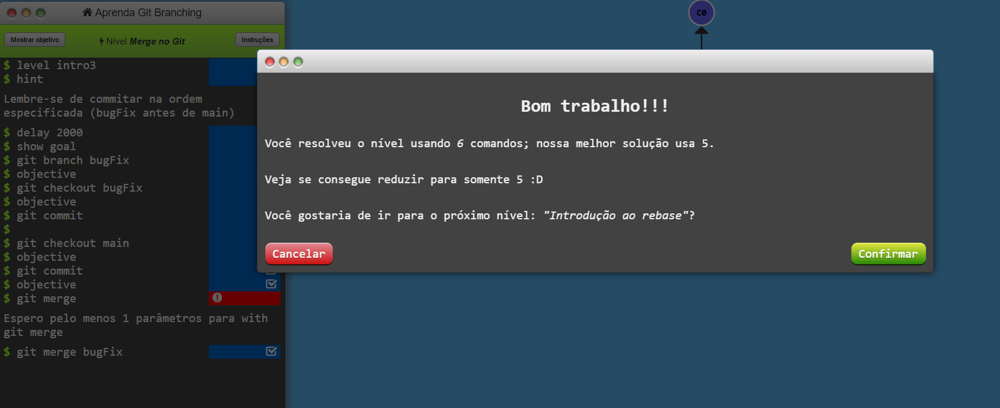 Aprenda Git Branching
C0
Mostrar objetivo
Nível Merge no Git
Instruções
$ level intro3
$ hint
Lembre-se de commitar na ordem
especificada (bugFix antes de main)
$ delay 2000
$ show goal
$ git branch bugFix
$ objective
$ git checkout bugFix
$ objective
$ git commit
$
$ git checkout main
$ objective
$ git commit
$ objective
$ git merge
Espero pelo menos 1 parâmetros para with
git merge
$ git merge bugFix
Bom trabalho!!!
Você resolveu o nível usando 6 comandos; nossa melhor solução usa 5.
Veja se consegue reduzir para somente 5 :D
Você gostaria de ir para o próximo nível: "Introdução ao rebase"?
Cancelar
Confirmar